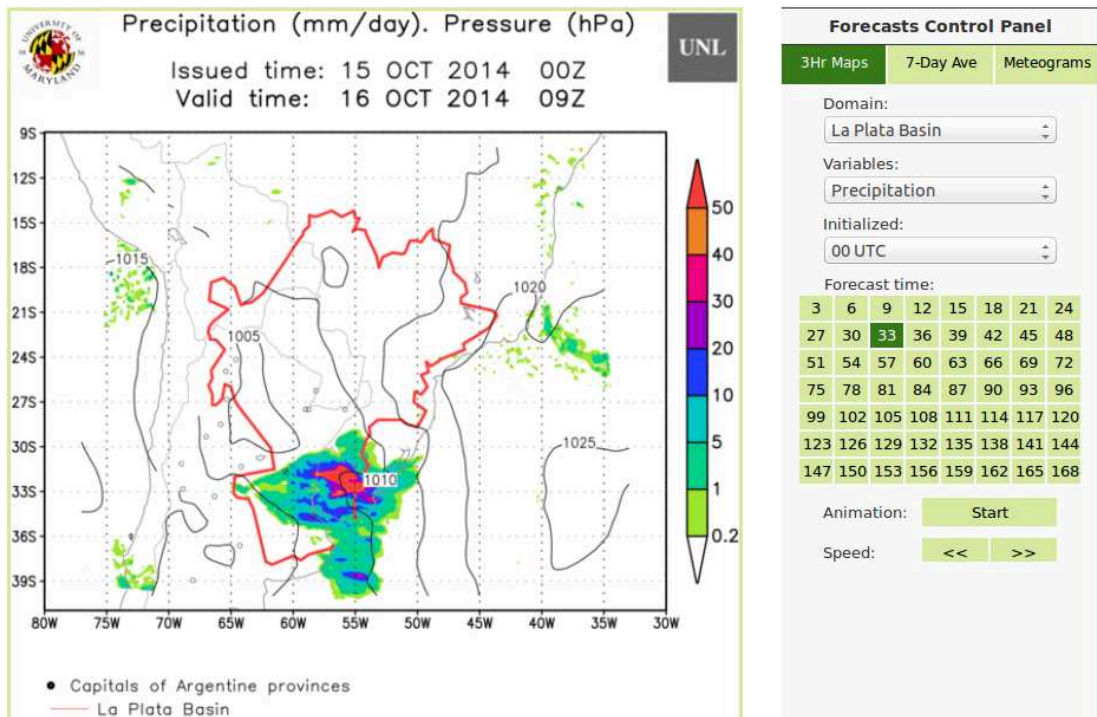 Precipitation (mm/day). Pressure (hPa)
UNIVERSITY OF
18 56
MARYLAND
UNL
Issued time: 15 OCT 2014 00Z
Valid time: 16 OCT 2014 09Z
9S
12S
15S
18S
21S
24S
27S
30S
33S
36S
39S
80W 75W 70W 65W 60W 55W 50W 45W 40W 35W 30W
1015
1020
1005
1025
1010
50
40
30
20
10
5
1
0.2
Capitals of Argentine provinces
La Plata Basin
Forecasts Control Panel
3Hr Maps 7-Day Ave Meteograms
Domain:
La Plata Basin
Variables:
Precipitation
Initialized:
00 UTC
Forecast time:
3 6 9 12 15 18 21 24
27 30 33 36 39 42 45 48
51 54 57 60 63 66 69 72
75 78 81 84 87 90 93 96
99 102 105 108 111 114 117 120
123 126 129 132 135 138 141 144
147 150 153 156 159 162 165 168
Animation: Start
Speed: << >>